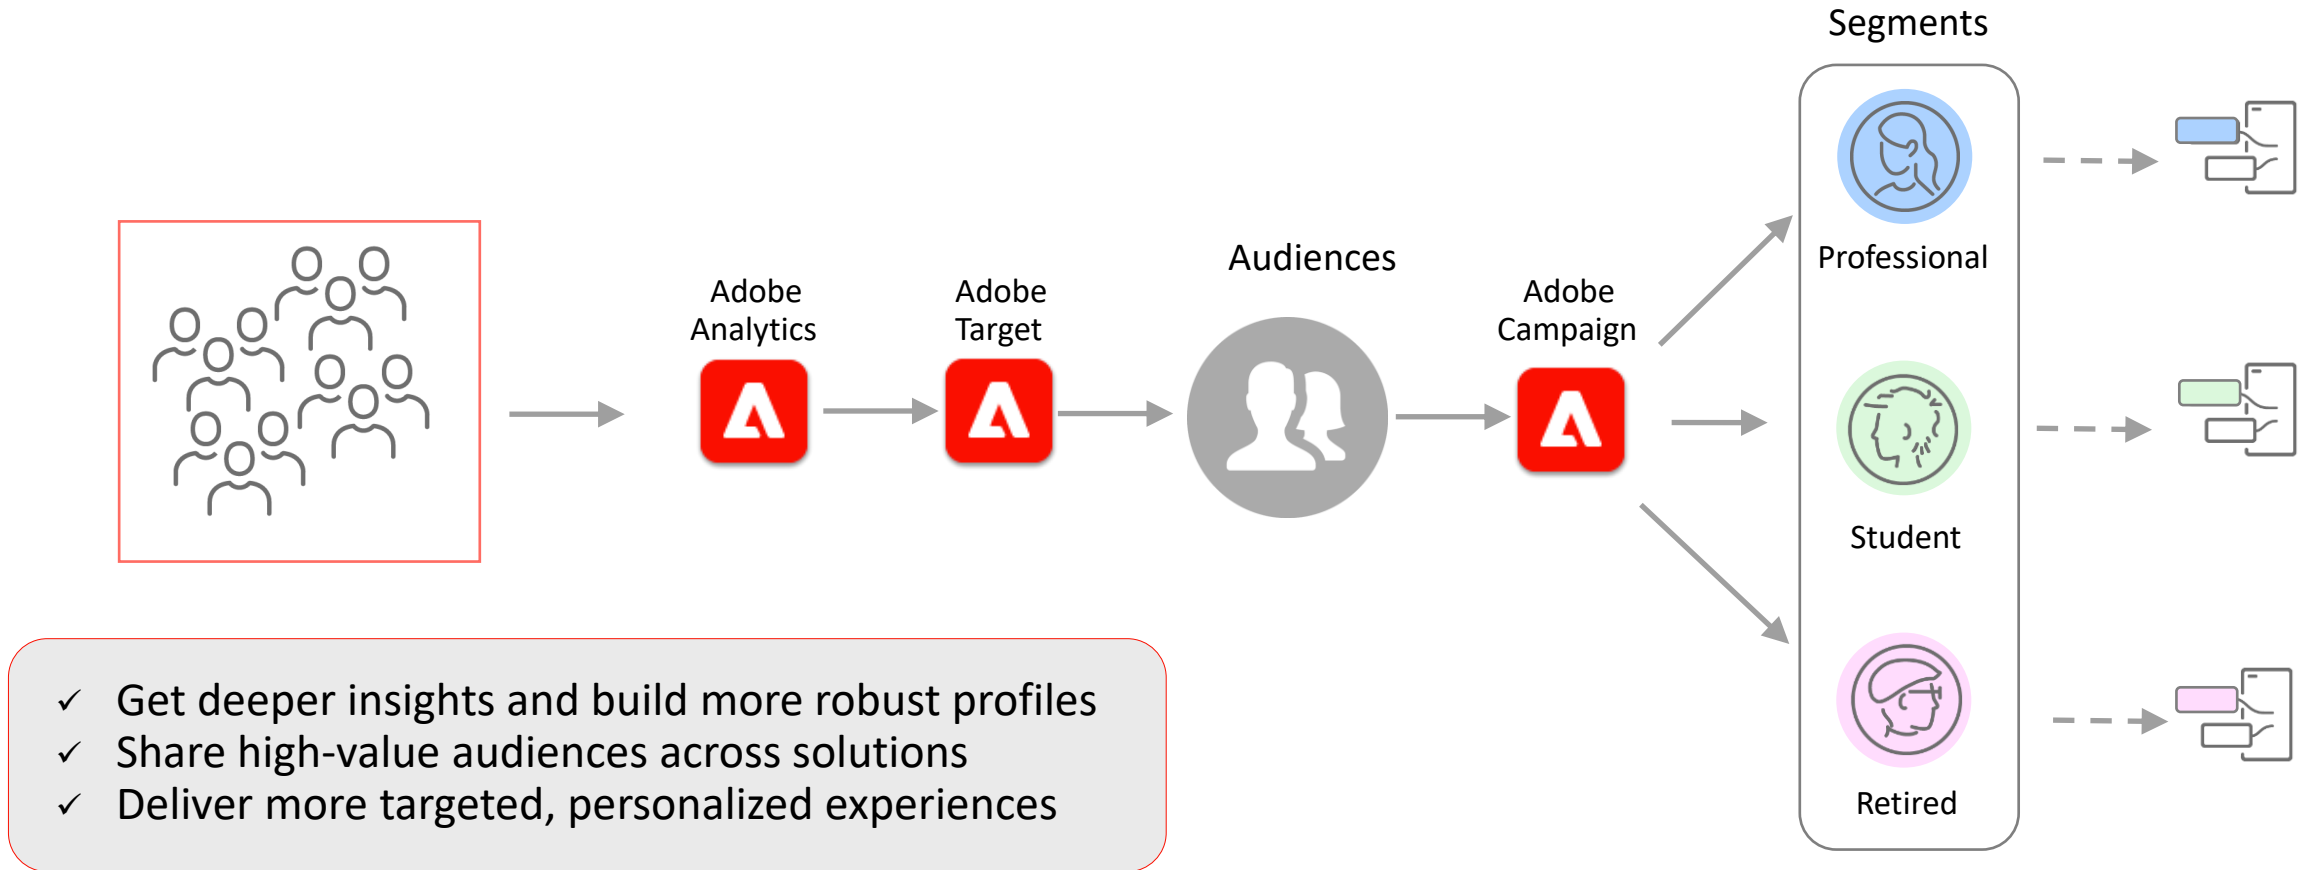 Segments
Professional
Audiences
Adobe
Analytics
Adobe
Target
Adobe
Campaign
Student
Retired
✓ Get deeper insights and build more robust profiles
✓ Share high-value audiences across solutions
✓ Deliver more targeted, personalized experiences